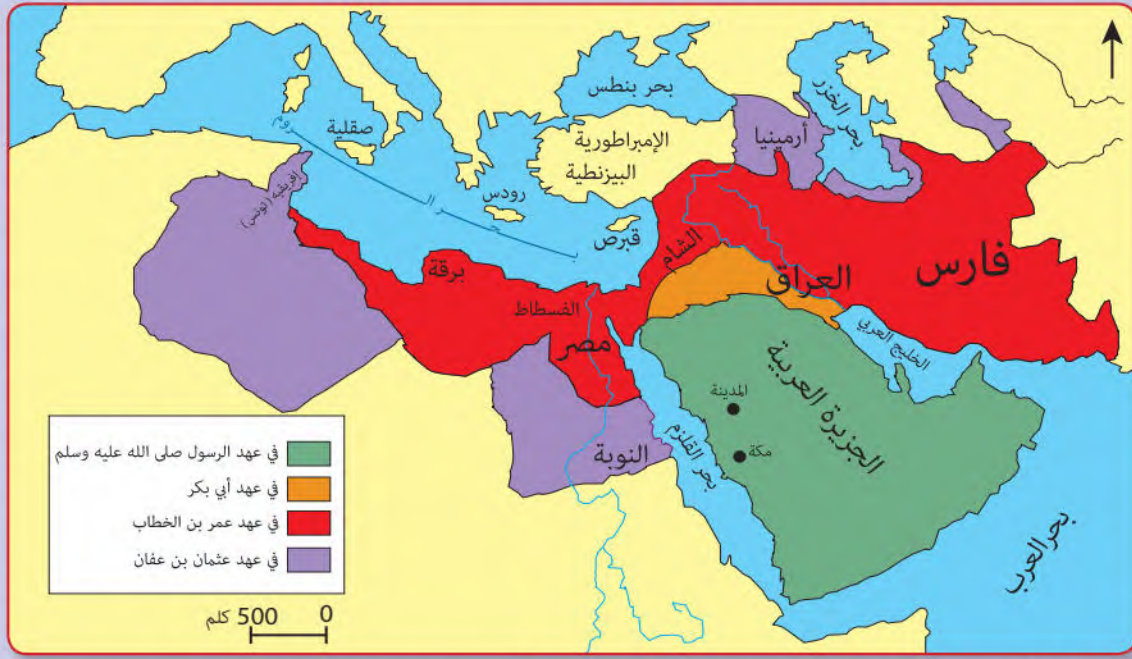 بحر بنطس
بحر الخزر
أرمينيا
صقلية
الإمبراطورية
البيزنطية
بحر الروم
رودس
قبرص
إفريقيه (تونس)
الشام
فارس
العراق
برقة
الفسطاط
مصر
الخليج العربي
الجزيرة العربية
المدينة
مكة
بحر القلزم
النوبة
بحر العرب
في عهد الرسول صلى الله عليه وسلم
في عهد أبي بكر
في عهد عمر بن الخطاب
في عهد عثمان بن عفان
0 500 كلم